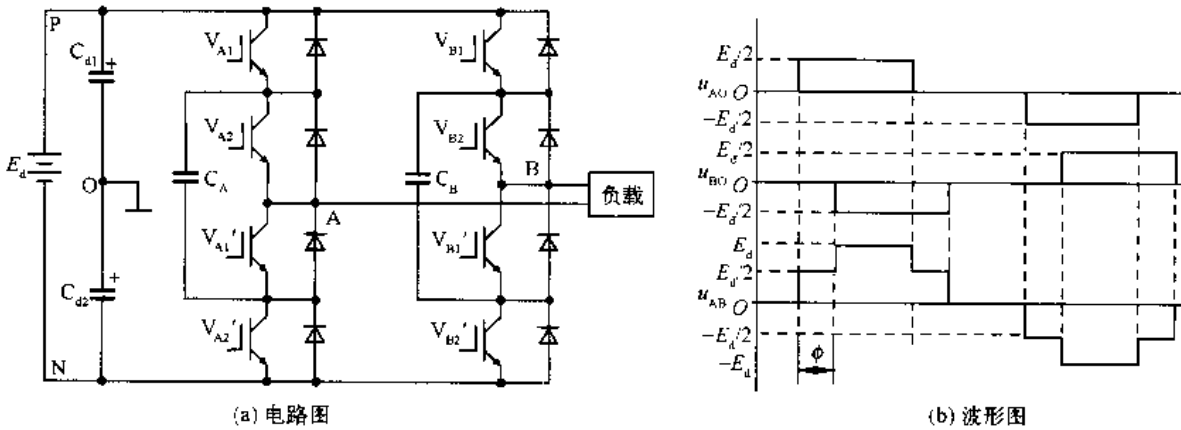 P
C_d1
+
E_d
O
C_d2
+
N
V_A1
V_A2
C_A
A
V_A1'
V_A2'
V_B1
V_B2
C_B
B
V_B1'
V_B2'
负载
(a) 电路图
E_d/2
u_AO O
-E_d/2
E_d/2
u_BO O
-E_d/2
E_d
E_d/2
u_AB O
-E_d/2
-E_d
ϕ
(b) 波形图